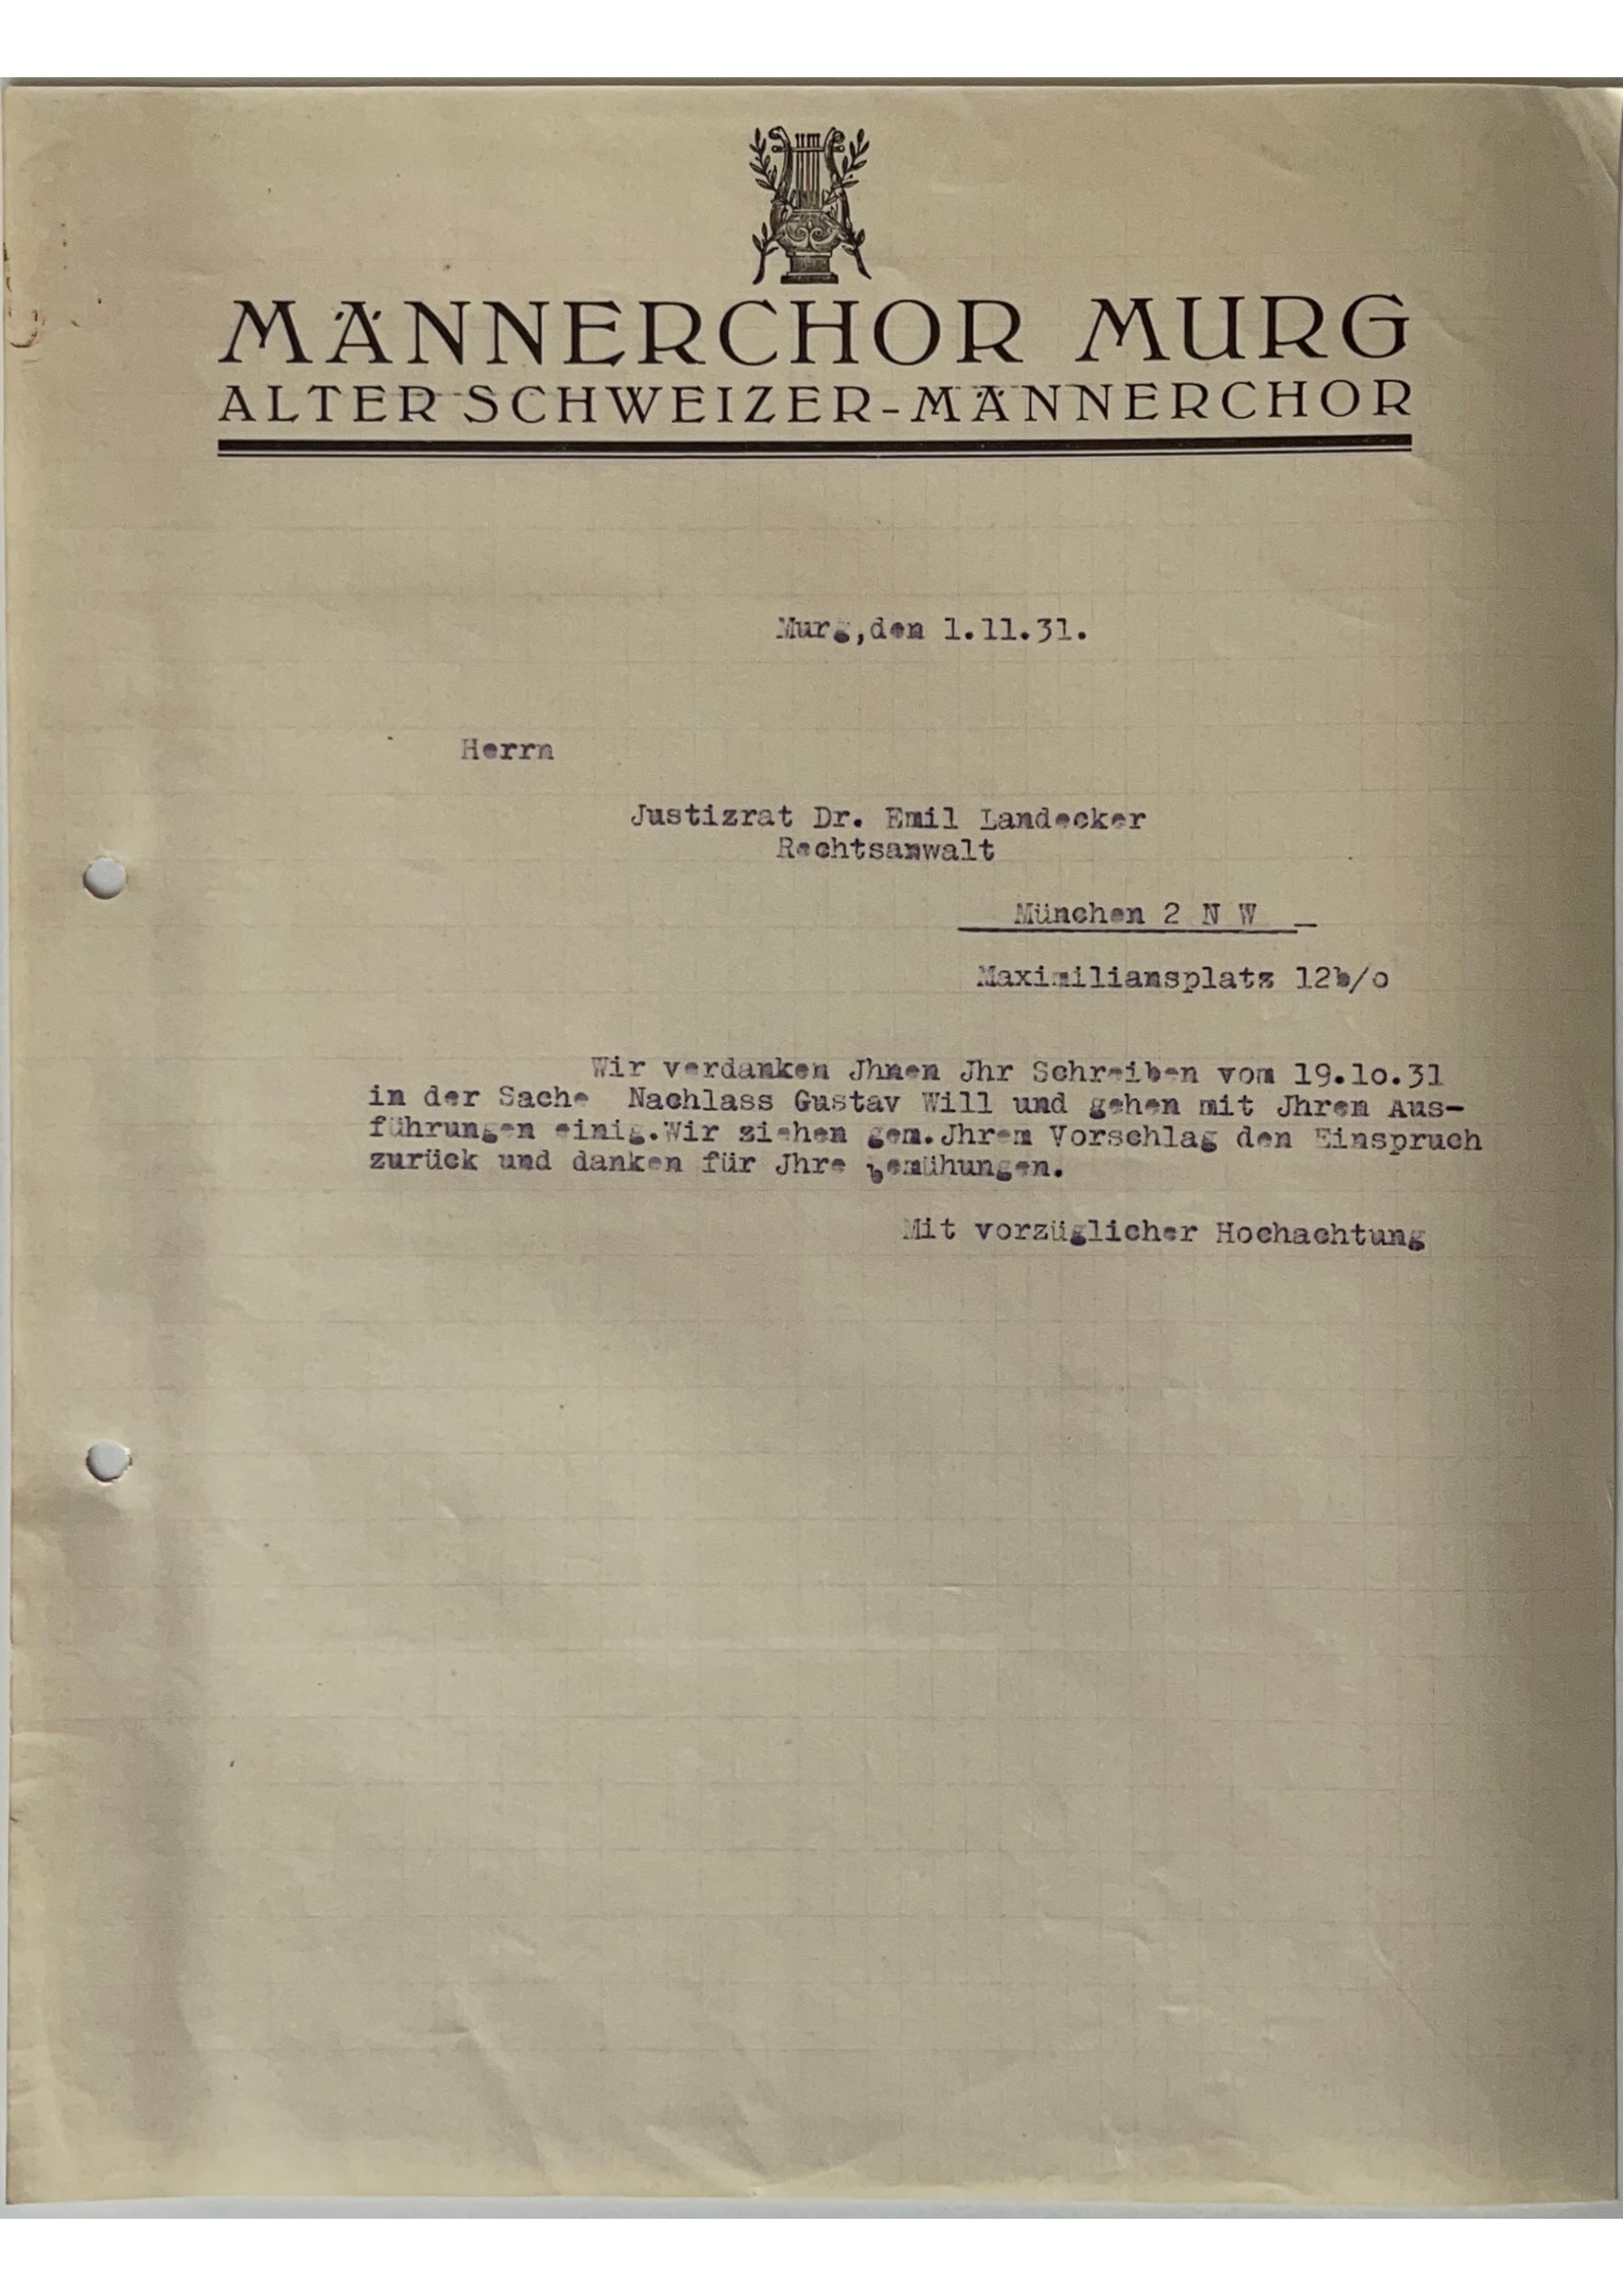 MÄNNERCHOR MURG
ALTER SCHWEIZER-MÄNNERCHOR
Murg,den 1.11.31.
Herrn
Justizrat Dr. Emil Landecker
Rechtsanwalt
München 2 N W
Maximiliansplatz 12b/o
Wir verdanken Jhnen Jhr Schreiben vom 19.10.31
in der Sache Nachlass Gustav Will und gehen mit Jhren Aus-
führungen einig.Wir ziehen gem.Jhrem Vorschlag den Einspruch
zurück und danken für Jhre bemühungen.
Mit vorzüglicher Hochachtung